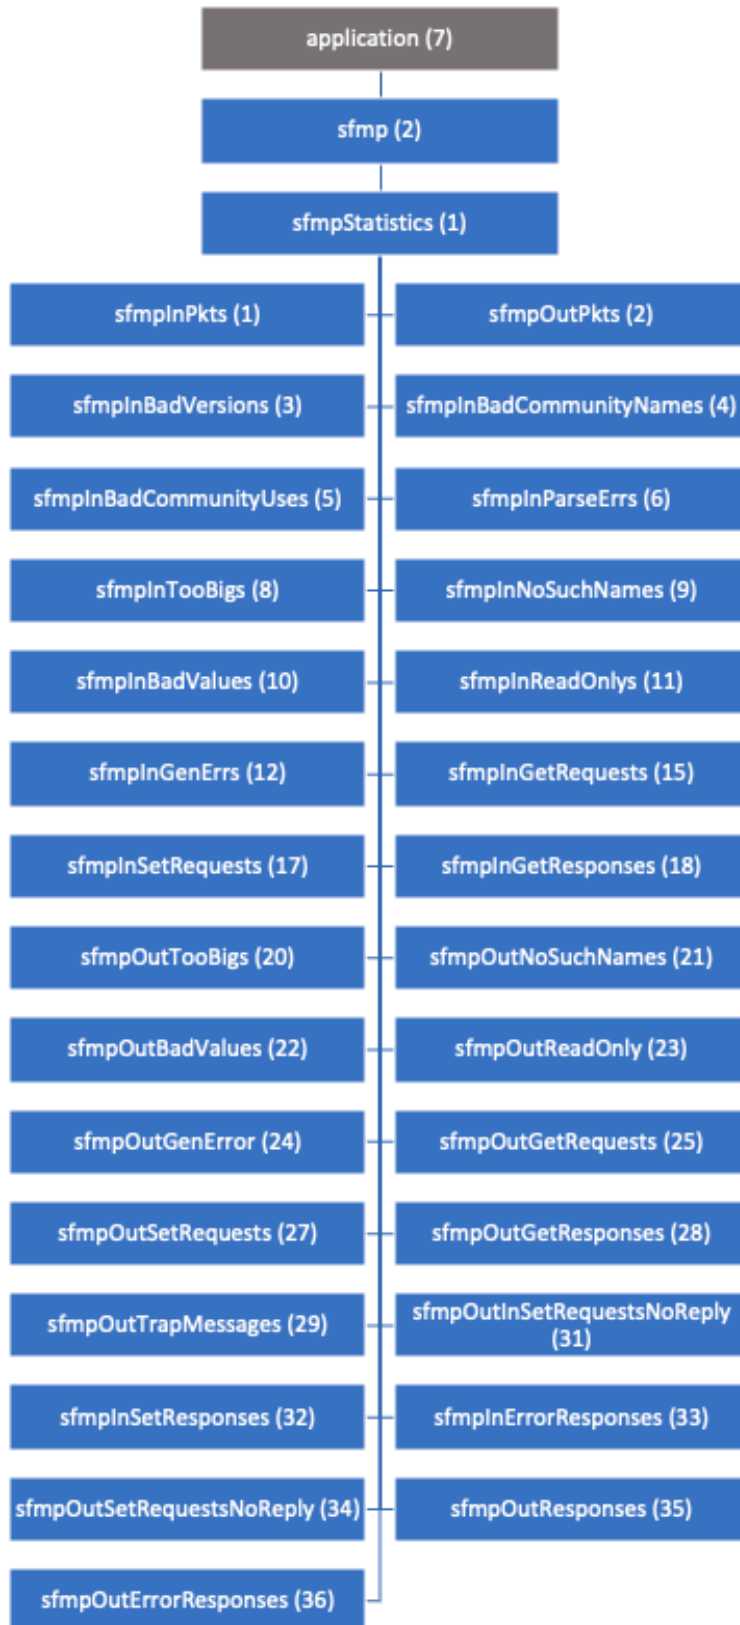 application (7)
sfmp (2)
sfmpStatistics (1)
sfmpInPkts (1)
sfmpOutPkts (2)
sfmpInBadVersions (3)
sfmpInBadCommunityNames (4)
sfmpInBadCommunityUses (5)
sfmpInParseErrs (6)
sfmpInTooBigs (8)
sfmpInNoSuchNames (9)
sfmpInBadValues (10)
sfmpInReadOnlys (11)
sfmpInGenErrs (12)
sfmpInGetRequests (15)
sfmpInSetRequests (17)
sfmpInGetResponses (18)
sfmpOutTooBigs (20)
sfmpOutNoSuchNames (21)
sfmpOutBadValues (22)
sfmpOutReadOnly (23)
sfmpOutGenError (24)
sfmpOutGetRequests (25)
sfmpOutSetRequests (27)
sfmpOutGetResponses (28)
sfmpOutTrapMessages (29)
sfmpOutInSetRequestsNoReply
(31)
sfmpInSetResponses (32)
sfmpInErrorResponses (33)
sfmpOutSetRequestsNoReply (34)
sfmpOutResponses (35)
sfmpOutErrorResponses (36)